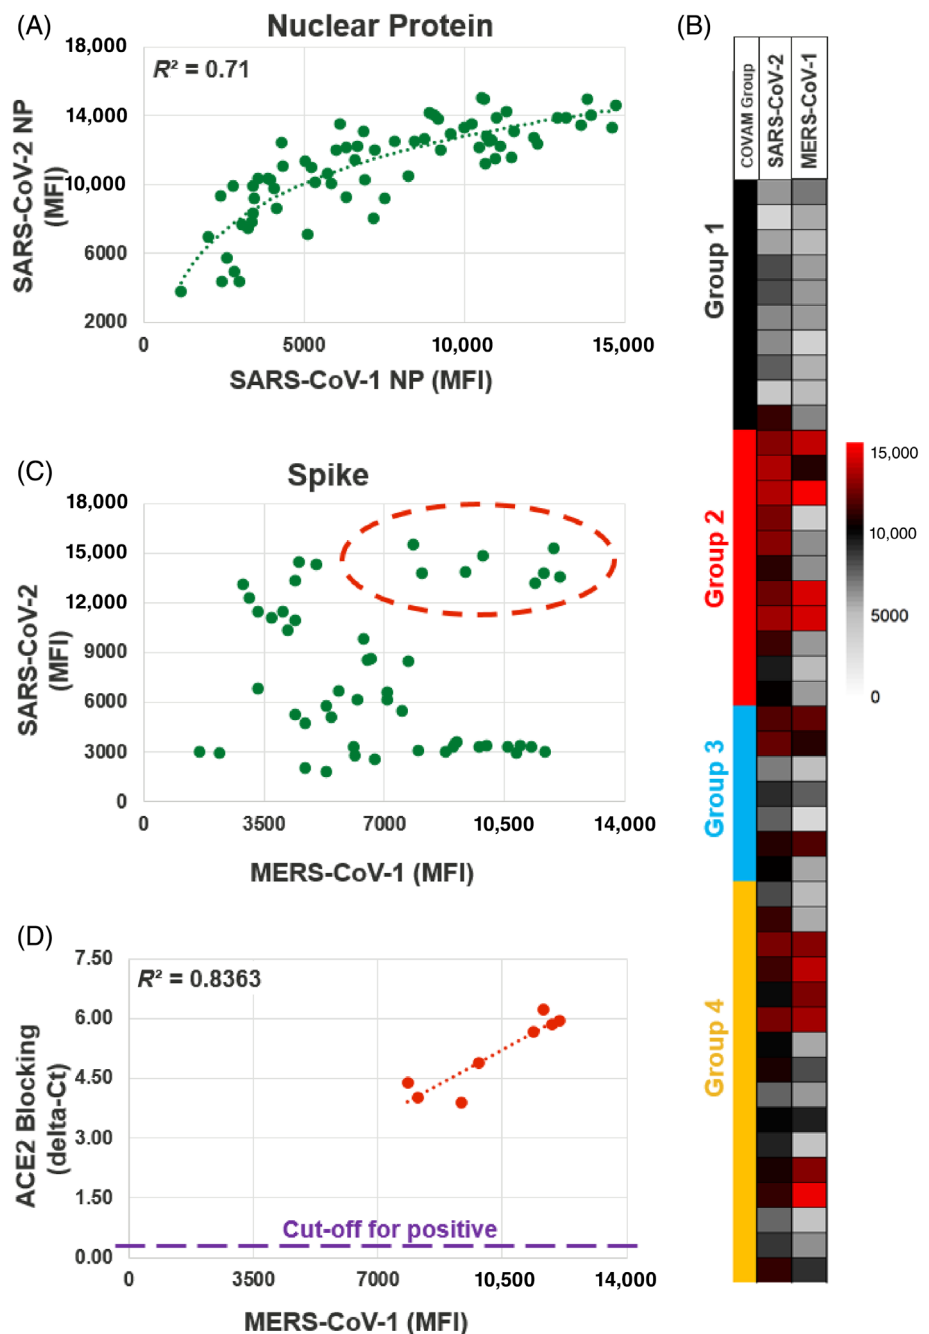 (A)
Nuclear Protein
R² = 0.71
SARS-CoV-2 NP
(MFI)
18,000
14,000
10,000
6000
2000
0
5000
10,000
15,000
SARS-CoV-1 NP (MFI)
(B)
COVAM Group
SARS-CoV-2
MERS-CoV-1
Group 1
Group 2
Group 3
Group 4
15,000
10,000
5000
0
(C)
Spike
SARS-CoV-2
(MFI)
18,000
15,000
12,000
9000
6000
3000
0
0
3500
7000
10,500
14,000
MERS-CoV-1 (MFI)
(D)
R² = 0.8363
ACE2 Blocking
(delta-Ct)
7.50
6.00
4.50
3.00
1.50
0.00
Cut-off for positive
0
3500
7000
10,500
14,000
MERS-CoV-1 (MFI)